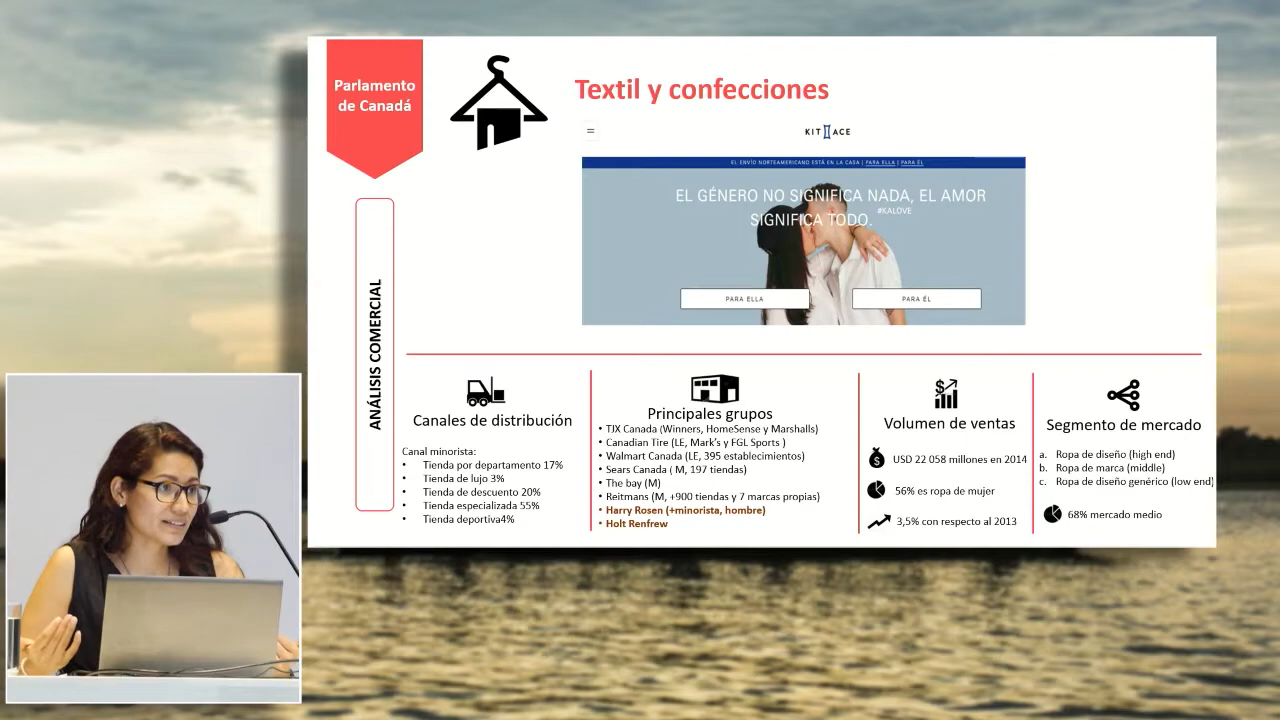 Parlamento
de Canadá
Textil y confecciones
KIT ACE
EL ENVÍO NORTEAMERICANO ESTÁ EN LA CASA | PARA ELLA | PARA ÉL
EL GÉNERO NO SIGNIFICA NADA, EL AMOR
SIGNIFICA TODO.
#KALOVE
PARA ELLA
PARA ÉL
ANÁLISIS COMERCIAL
Canales de distribución
Canal minorista:
• Tienda por departamento 17%
• Tienda de lujo 3%
• Tienda de descuento 20%
• Tienda especializada 55%
• Tienda deportiva4%
Principales grupos
• TJX Canada (Winners, HomeSense y Marshalls)
• Canadian Tire (LE, Mark's y FGL Sports )
• Walmart Canada (LE, 395 establecimientos)
• Sears Canada ( M, 197 tiendas)
• The bay (M)
• Reitmans (M, +900 tiendas y 7 marcas propias)
• Harry Rosen (+minorista, hombre)
• Holt Renfrew
Volumen de ventas
USD 22 058 millones en 2014
56% es ropa de mujer
3,5% con respecto al 2013
Segmento de mercado
a. Ropa de diseño (high end)
b. Ropa de marca (middle)
c. Ropa de diseño genérico (low end)
68% mercado medio